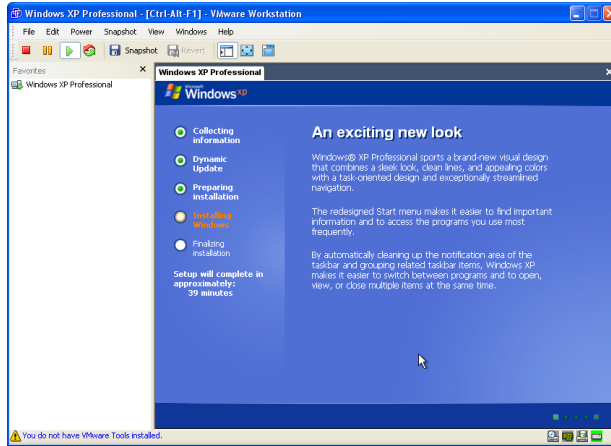 Windows XP Professional - [Ctrl-Alt-F1] - VMware Workstation
File Edit Power Snapshot View Windows Help
Snapshot Revert
Favorites
Windows XP Professional
Windows XP Professional
Microsoft
Windows xp
Collecting
information
Dynamic
Update
Preparing
installation
Installing
Windows
Finalizing
installation
Setup will complete in
approximately:
39 minutes
An exciting new look
Windows® XP Professional sports a brand-new visual design
that combines a sleek look, clean lines, and appealing colors
with a task-oriented design and exceptionally streamlined
navigation.
The redesigned Start menu makes it easier to find important
information and to access the programs you use most
frequently.
By automatically cleaning up the notification area of the
taskbar and grouping related taskbar items, Windows XP
makes it easier to switch between programs and to open,
view, or close multiple items at the same time.
You do not have VMware Tools installed.